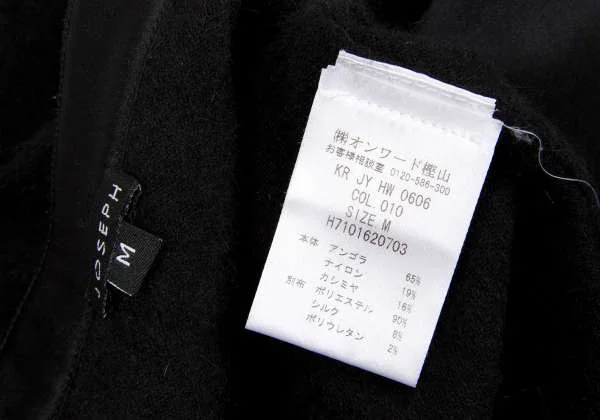 JOSEPH
M
㈱オンワード樫山
お客様相談室 0120-586-300
KR JY HW 0606
COL.010
SIZE M
H7101620703
本体 アンゴラ 65%
ナイロン 19%
カシミヤ 16%
別布 ポリエステル 90%
シルク 8%
ポリウレタン 2%